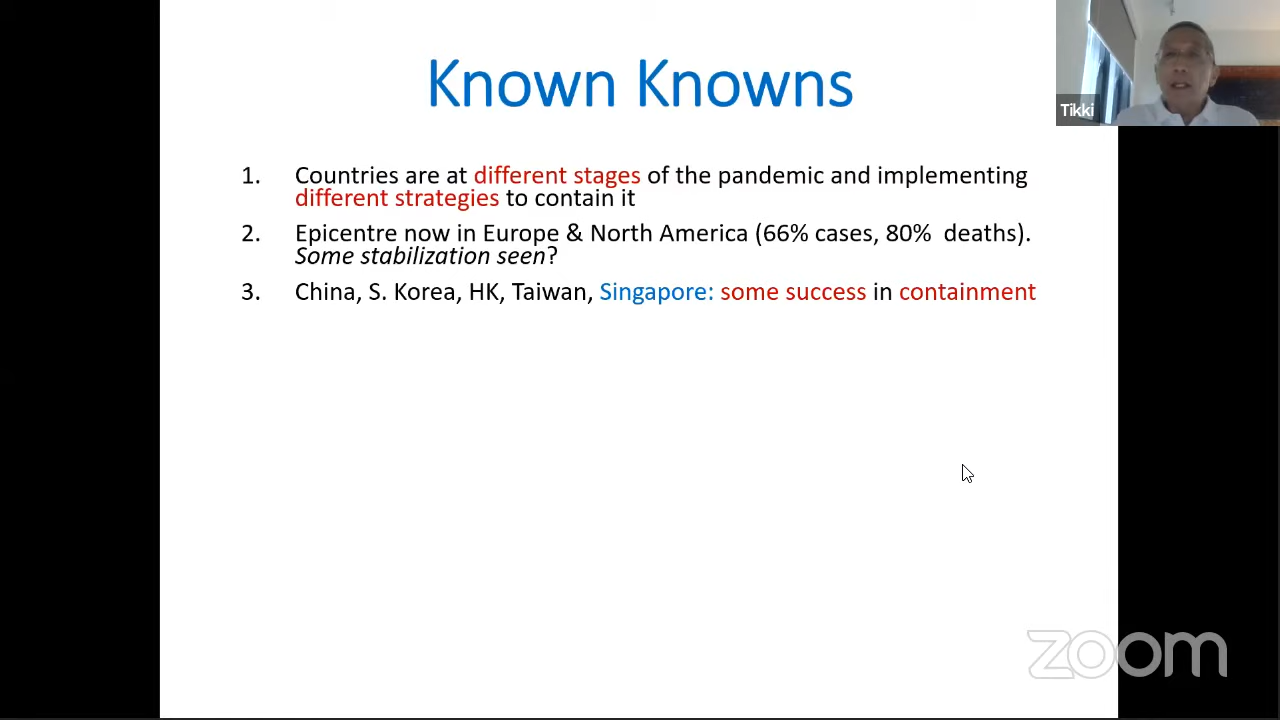 Known Knowns
Tikki
1. Countries are at different stages of the pandemic and implementing
different strategies to contain it
2. Epicentre now in Europe & North America (66% cases, 80% deaths).
Some stabilization seen?
3. China, S. Korea, HK, Taiwan, Singapore: some success in containment
zoom